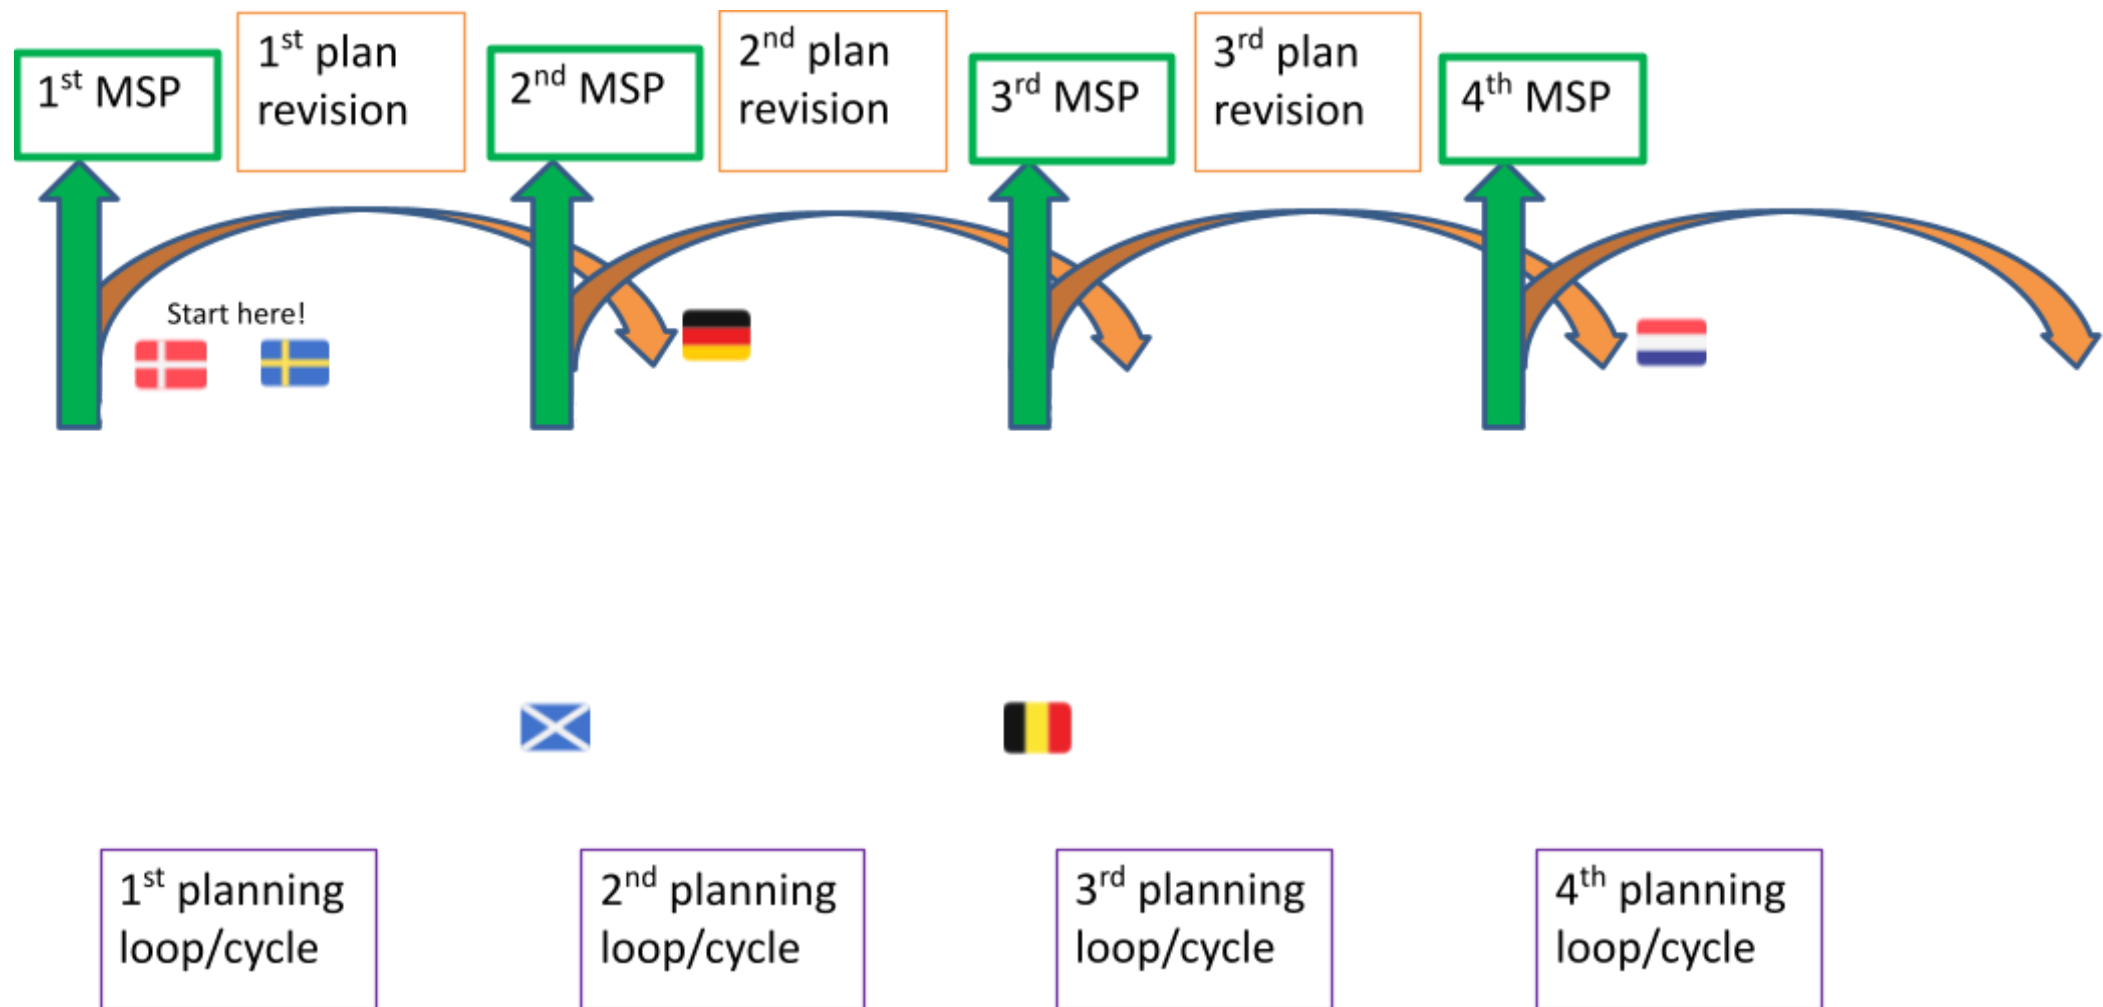 1st MSP
1st plan
revision
2nd MSP
2nd plan
revision
3rd MSP
3rd plan
revision
4th MSP
Start here!
1st planning
loop/cycle
2nd planning
loop/cycle
3rd planning
loop/cycle
4th planning
loop/cycle